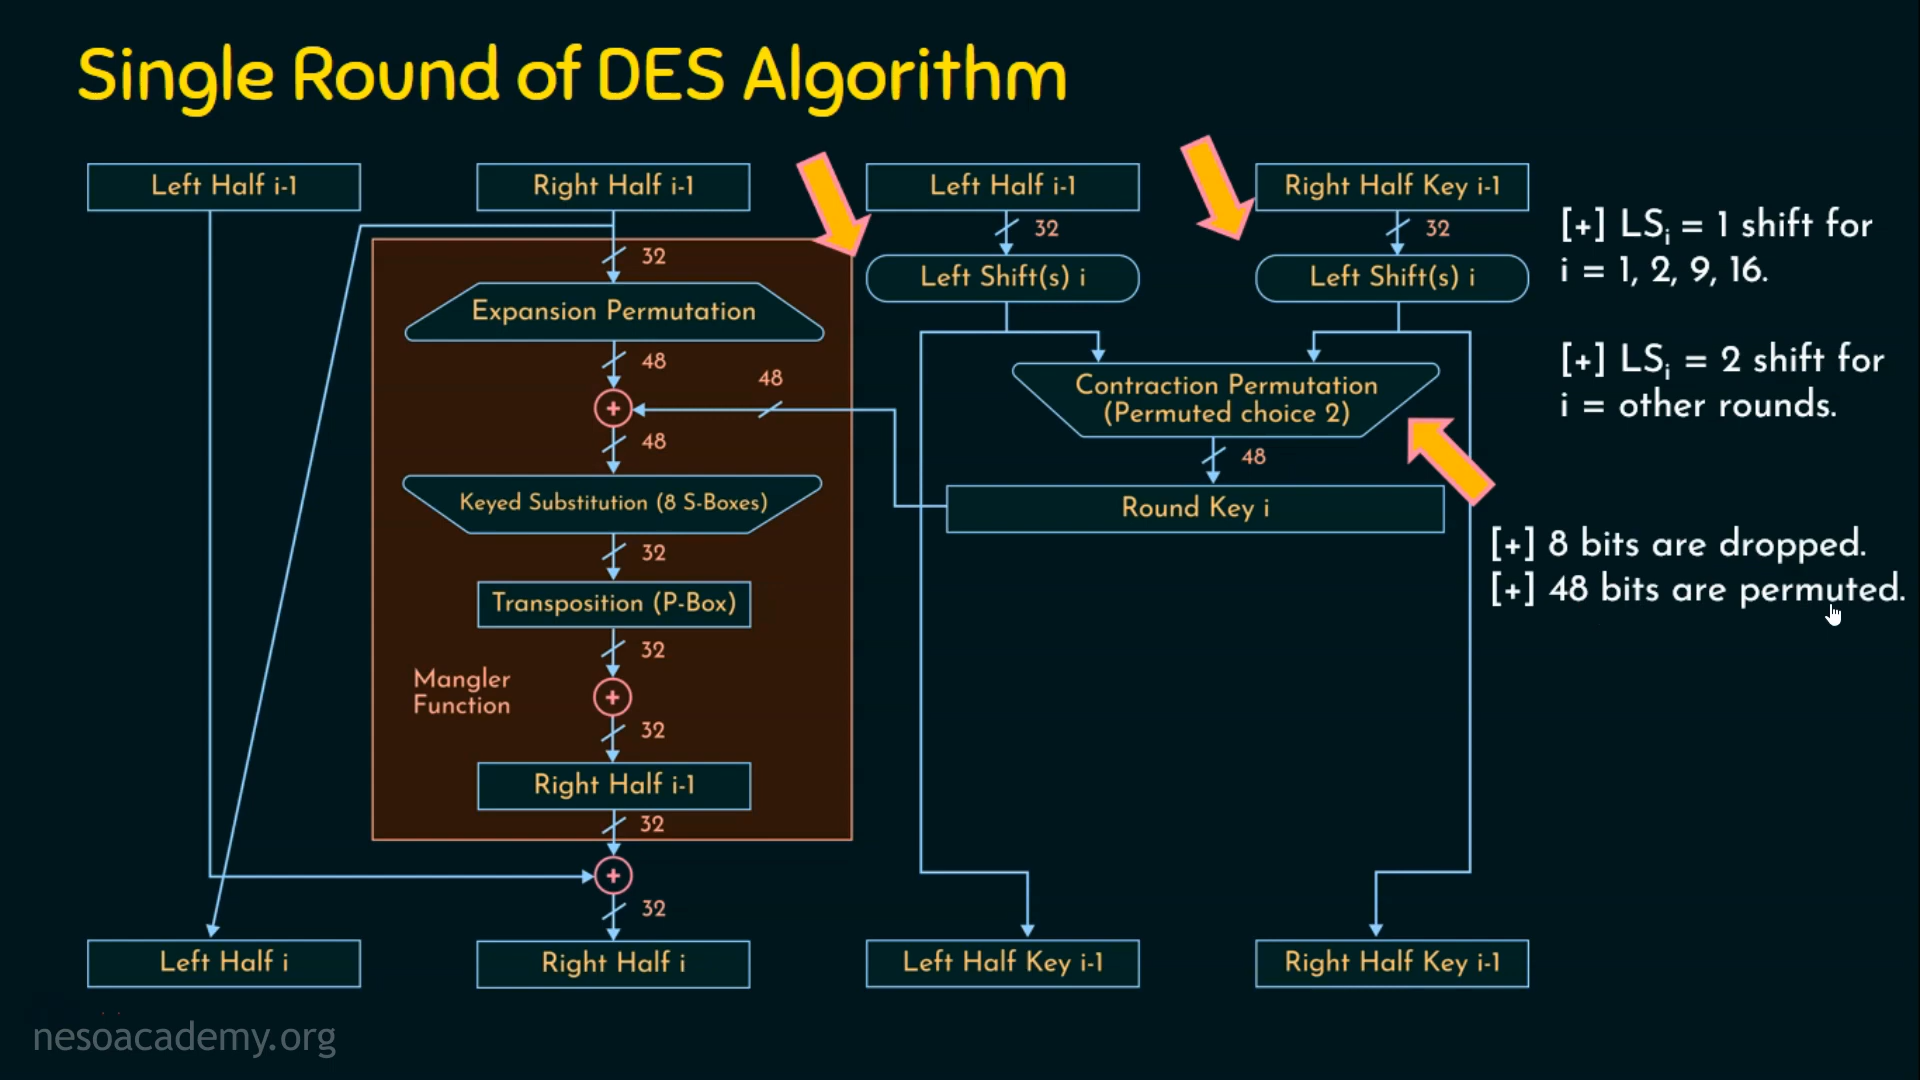 Single Round of DES Algorithm
Left Half i-1
Right Half i-1
Left Half i-1
Right Half Key i-1
32
32
32
Left Shift(s) i
Left Shift(s) i
Expansion Permutation
48
48
Contraction Permutation
(Permuted choice 2)
+
48
48
Keyed Substitution (8 S-Boxes)
Round Key i
32
Transposition (P-Box)
32
Mangler
Function
+
32
Right Half i-1
32
+
32
Left Half i
Right Half i
Left Half Key i-1
Right Half Key i-1
[+] LSi = 1 shift for
i = 1, 2, 9, 16.
[+] LSi = 2 shift for
i = other rounds.
[+] 8 bits are dropped.
[+] 48 bits are permuted.
nesoacademy.org